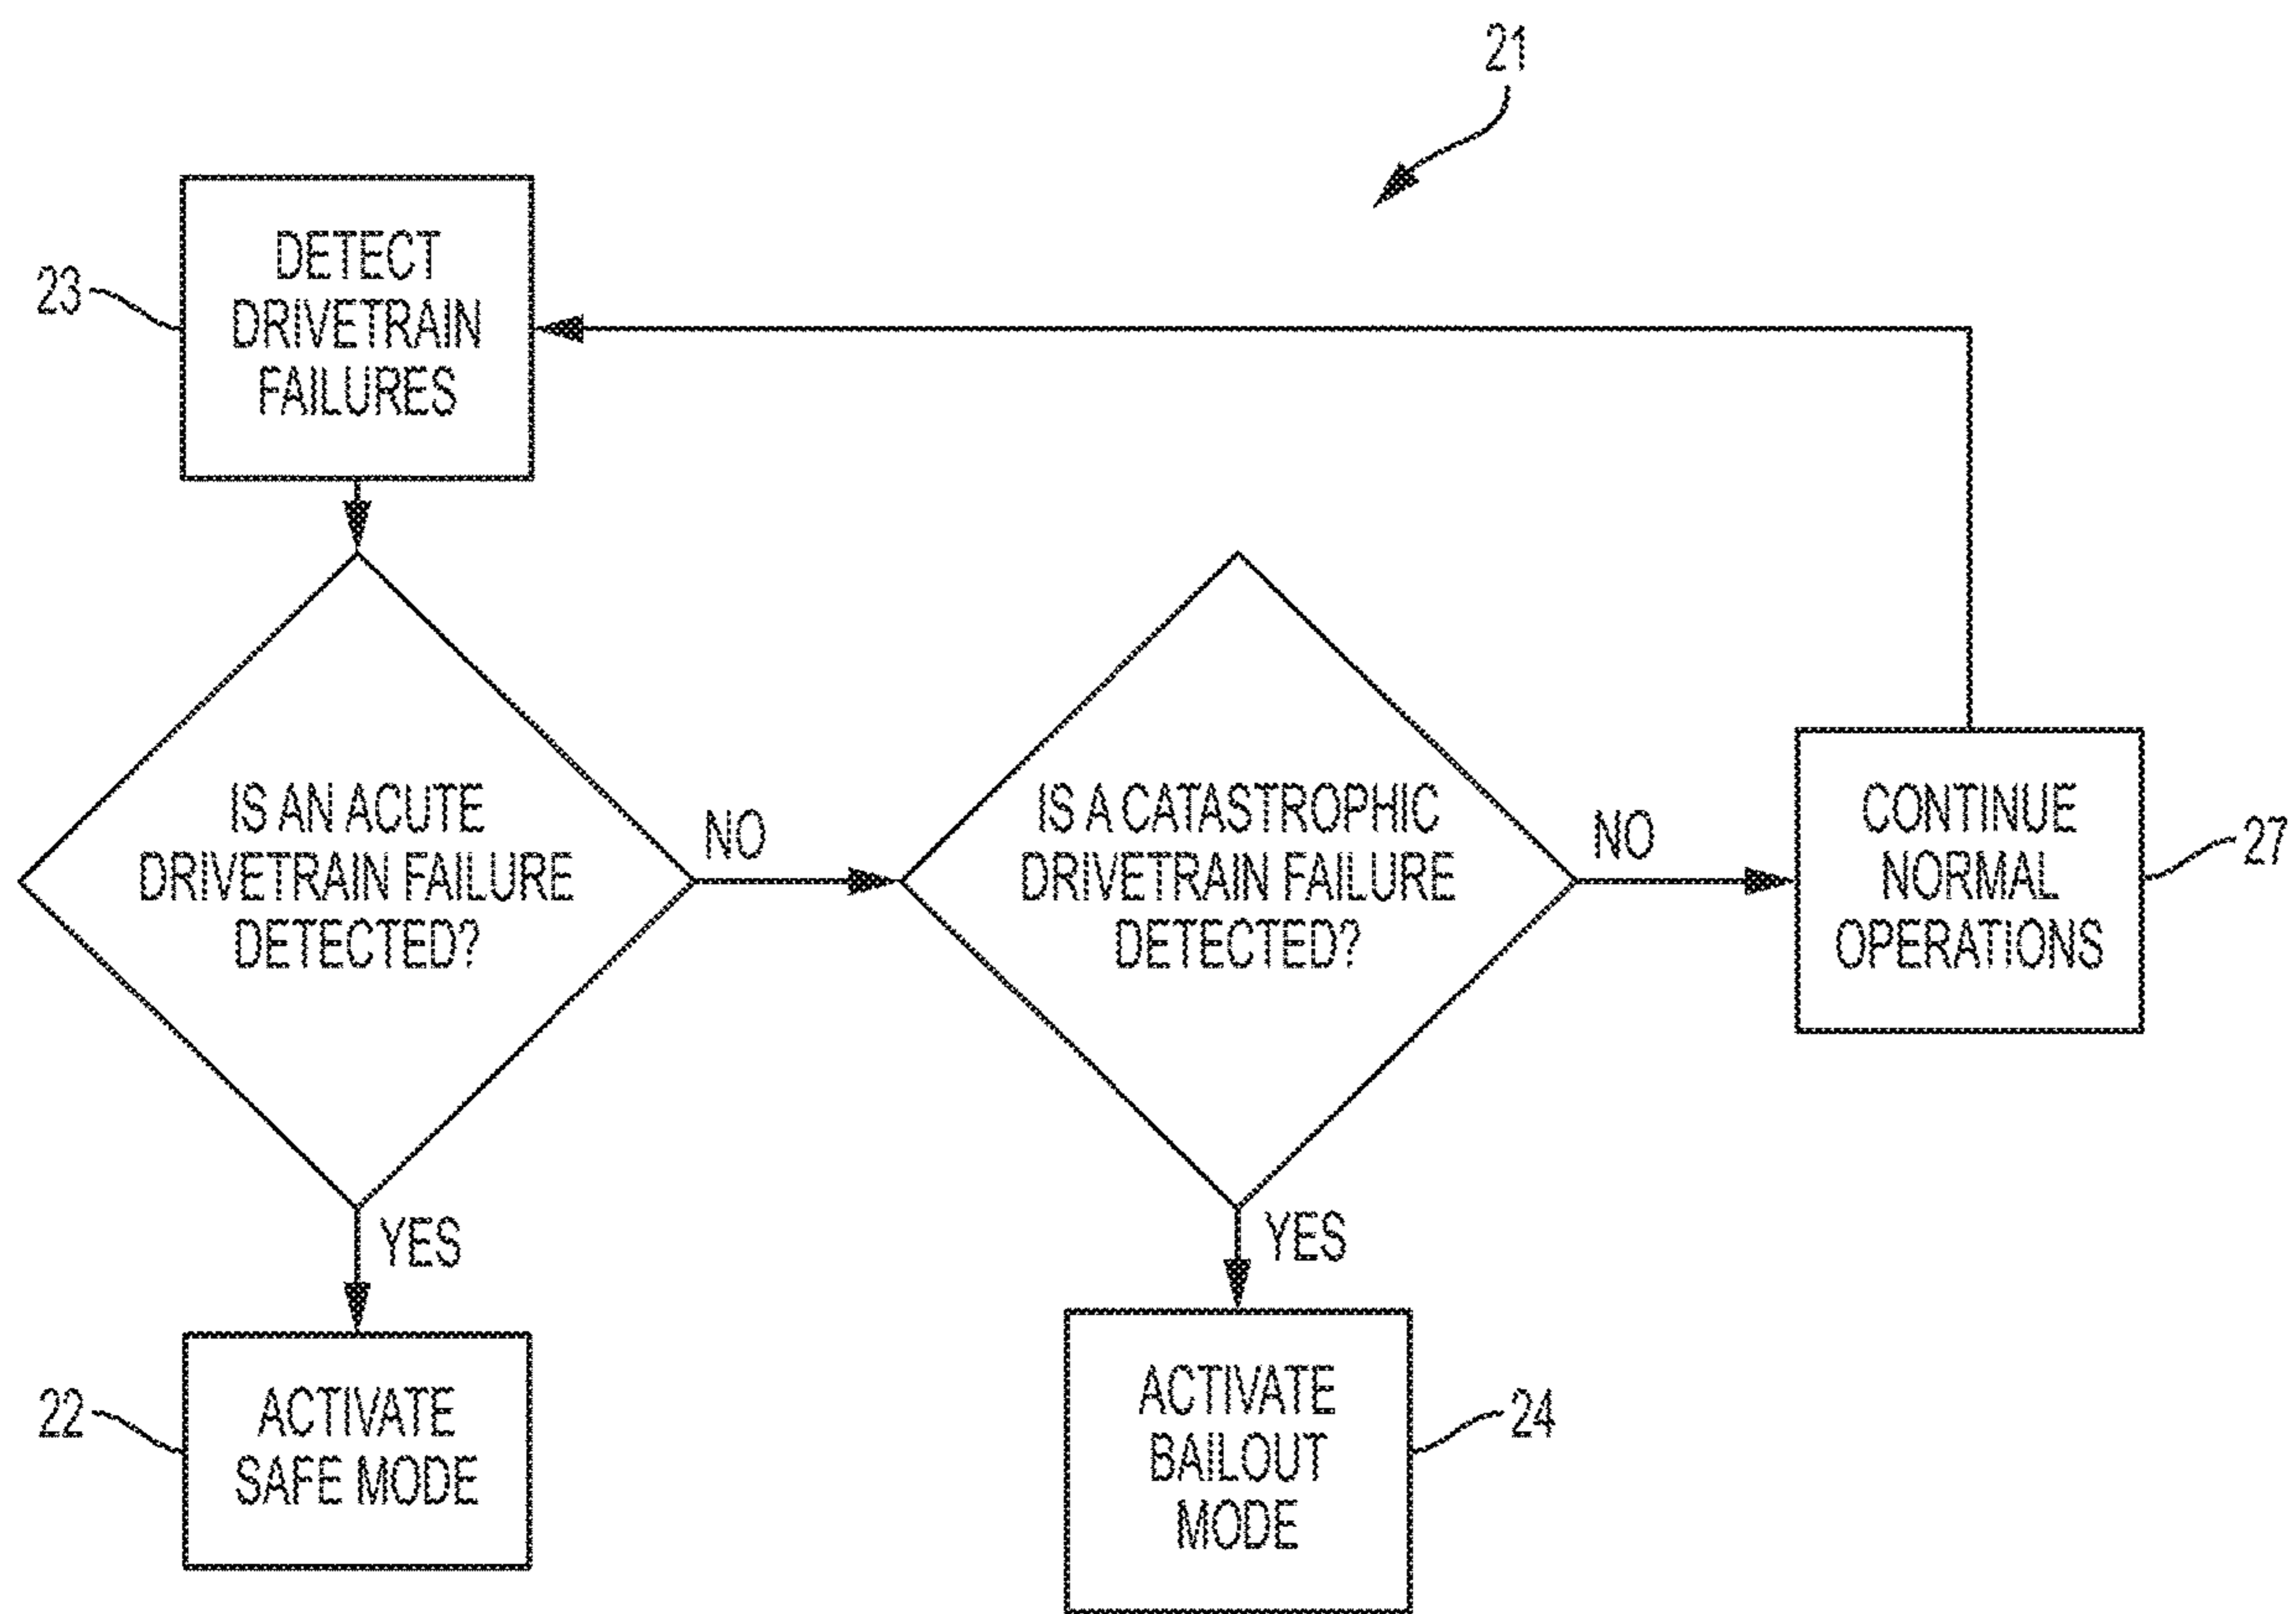 21
23
DETECT
DRIVETRAIN
FAILURES
IS AN ACUTE
DRIVETRAIN FAILURE
DETECTED?
NO
IS A CATASTROPHIC
DRIVETRAIN FAILURE
DETECTED?
NO
CONTINUE
NORMAL
OPERATIONS
27
YES
YES
22
ACTIVATE
SAFE MODE
ACTIVATE
BAILOUT
MODE
24